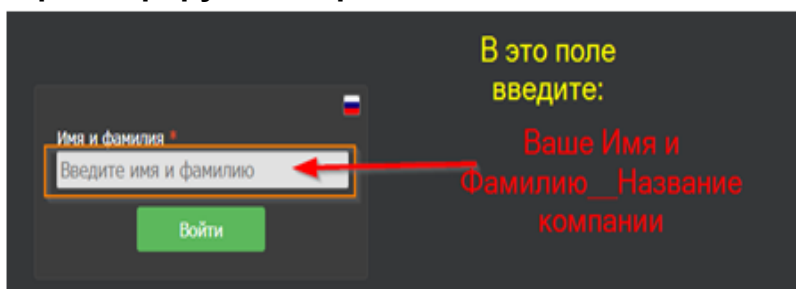 Имя и фамилия *
Введите имя и фамилию
Войти
В это поле
введите:
Ваше Имя и
Фамилию__Название
компании